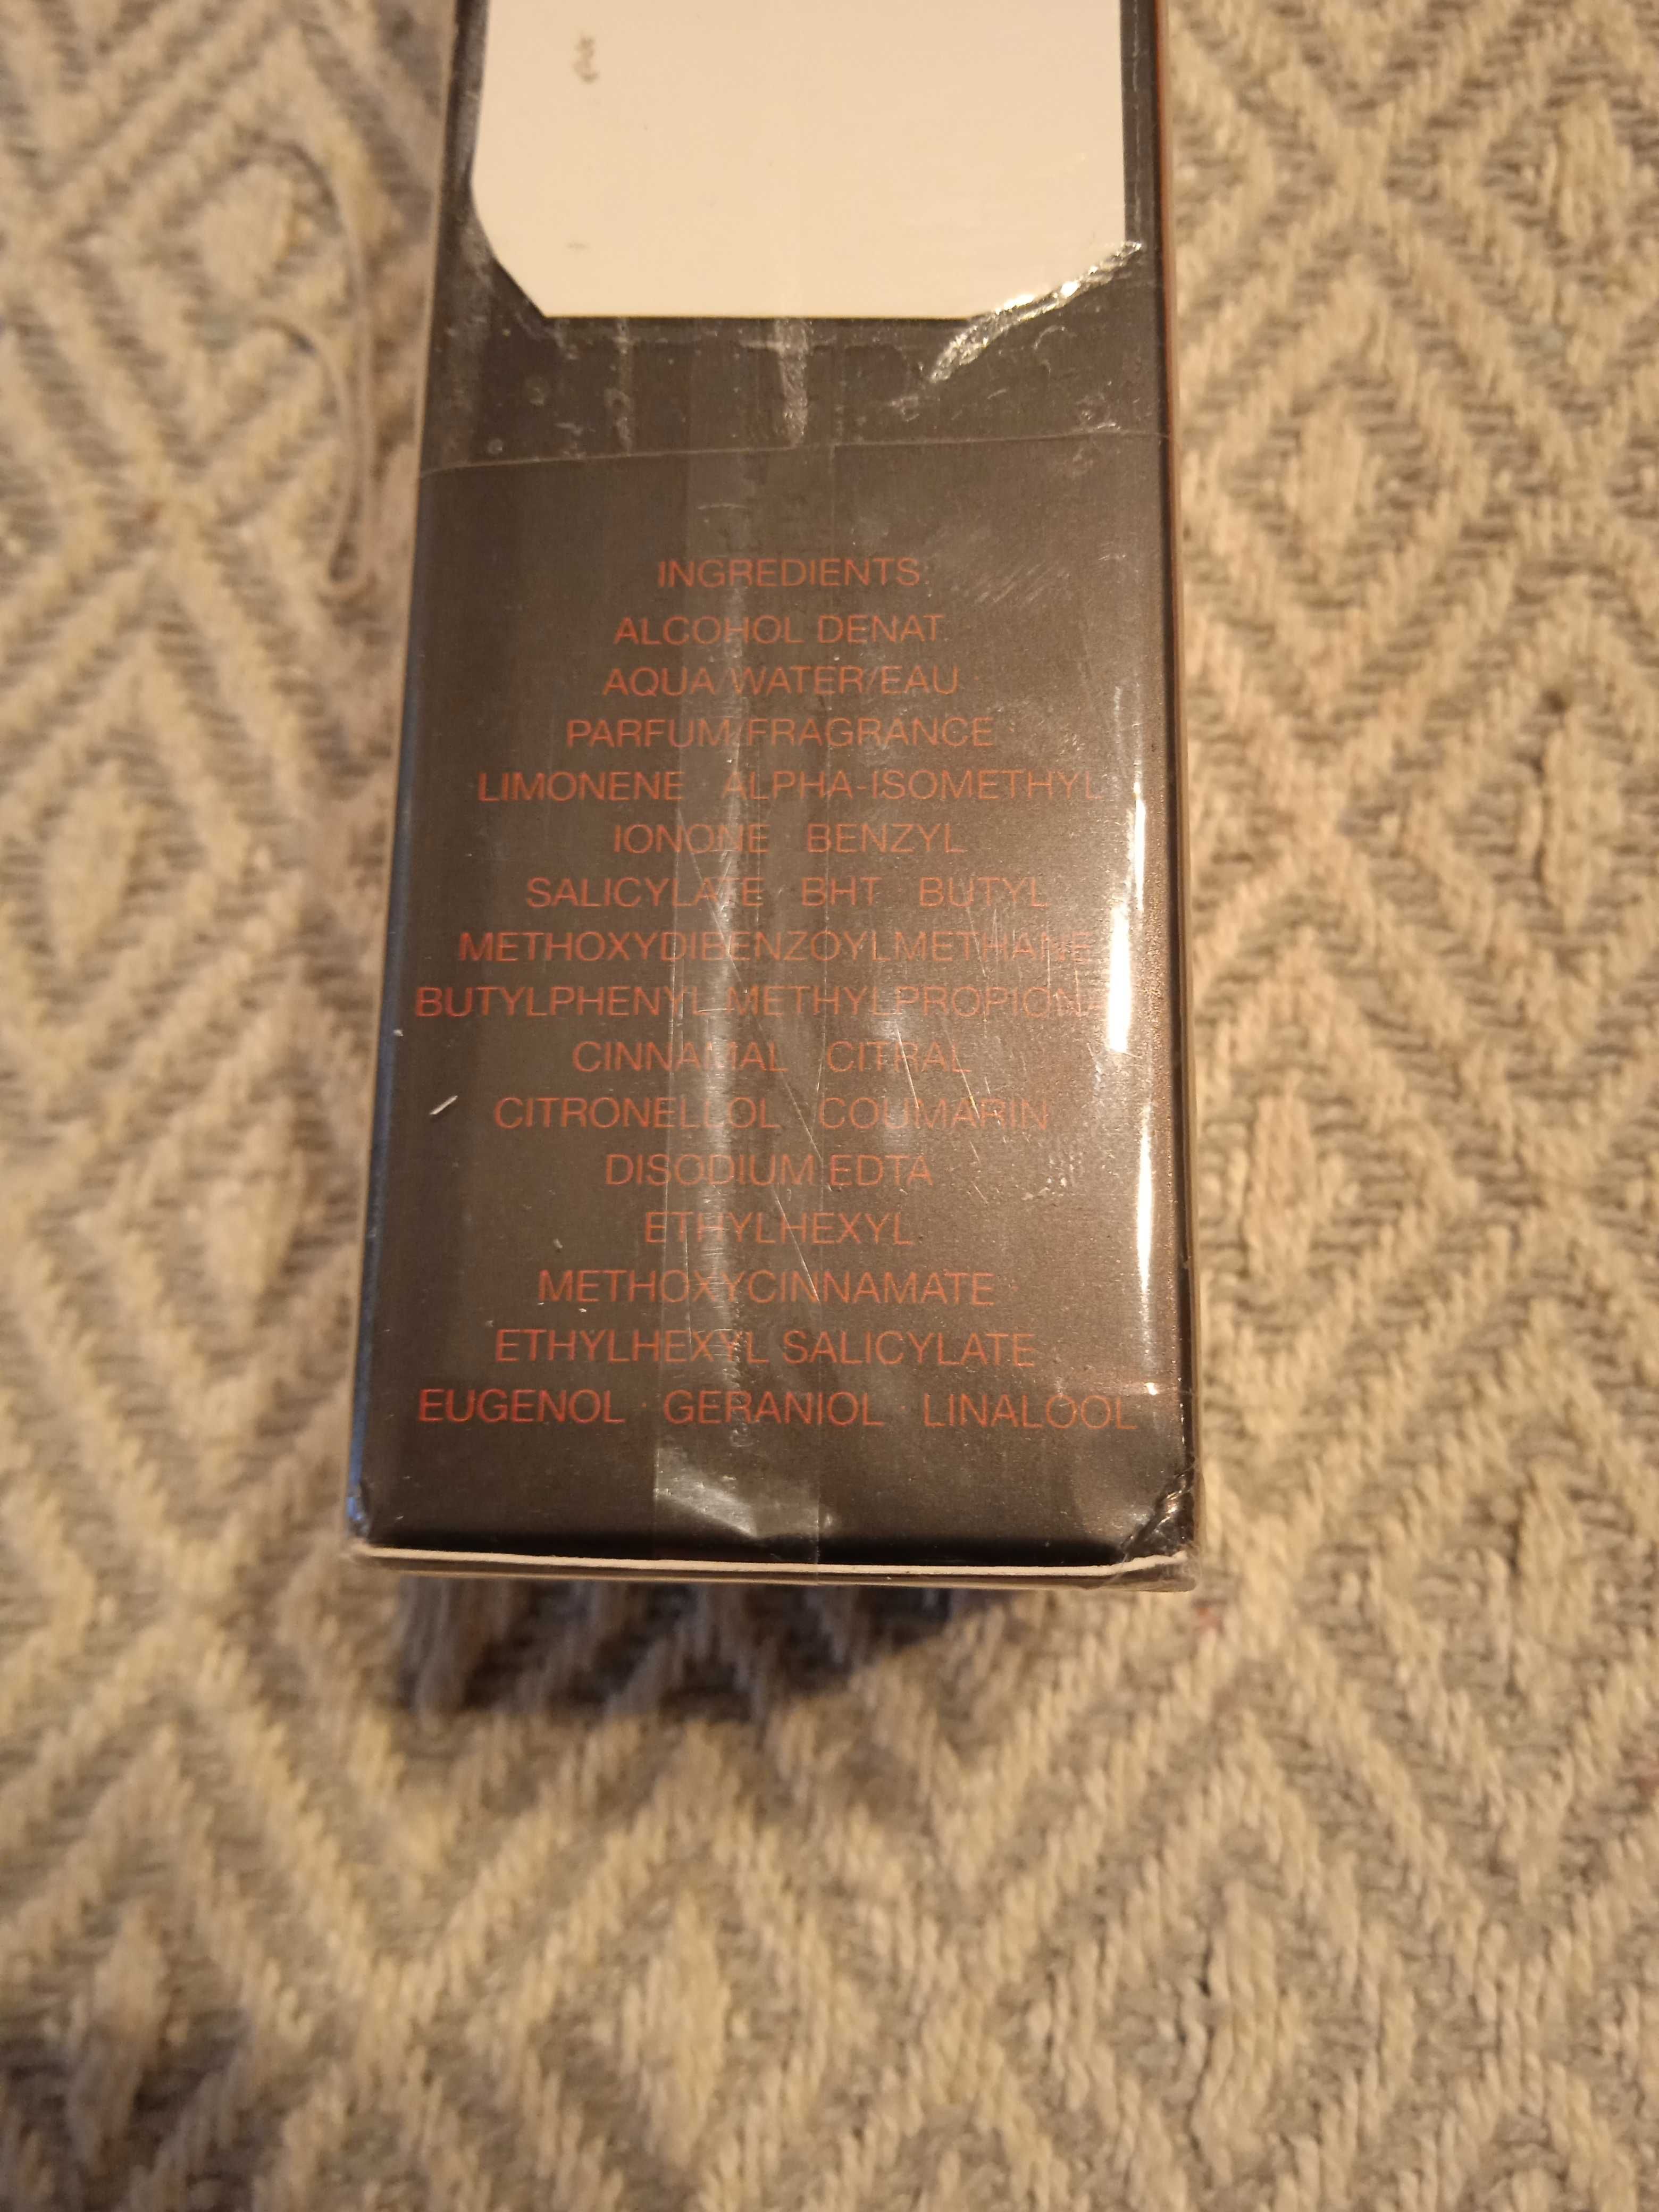 INGREDIENTS:
ALCOHOL DENAT.
AQUA/WATER/EAU
PARFUM/FRAGRANCE
LIMONENE ALPHA-ISOMETHYL
IONONE BENZYL
SALICYLATE BHT BUTYL
METHOXYDIBENZOYLMETHANE
BUTYLPHENYL
CINNAMAL CITRAL
CITRONELLOL COUMARIN
DISODIUM EDTA
ETHYLHEXYL
METHOXYCINNAMATE
ETHYLHEXYL SALICYLATE
EUGENOL · GERANIOL · LINALOOL